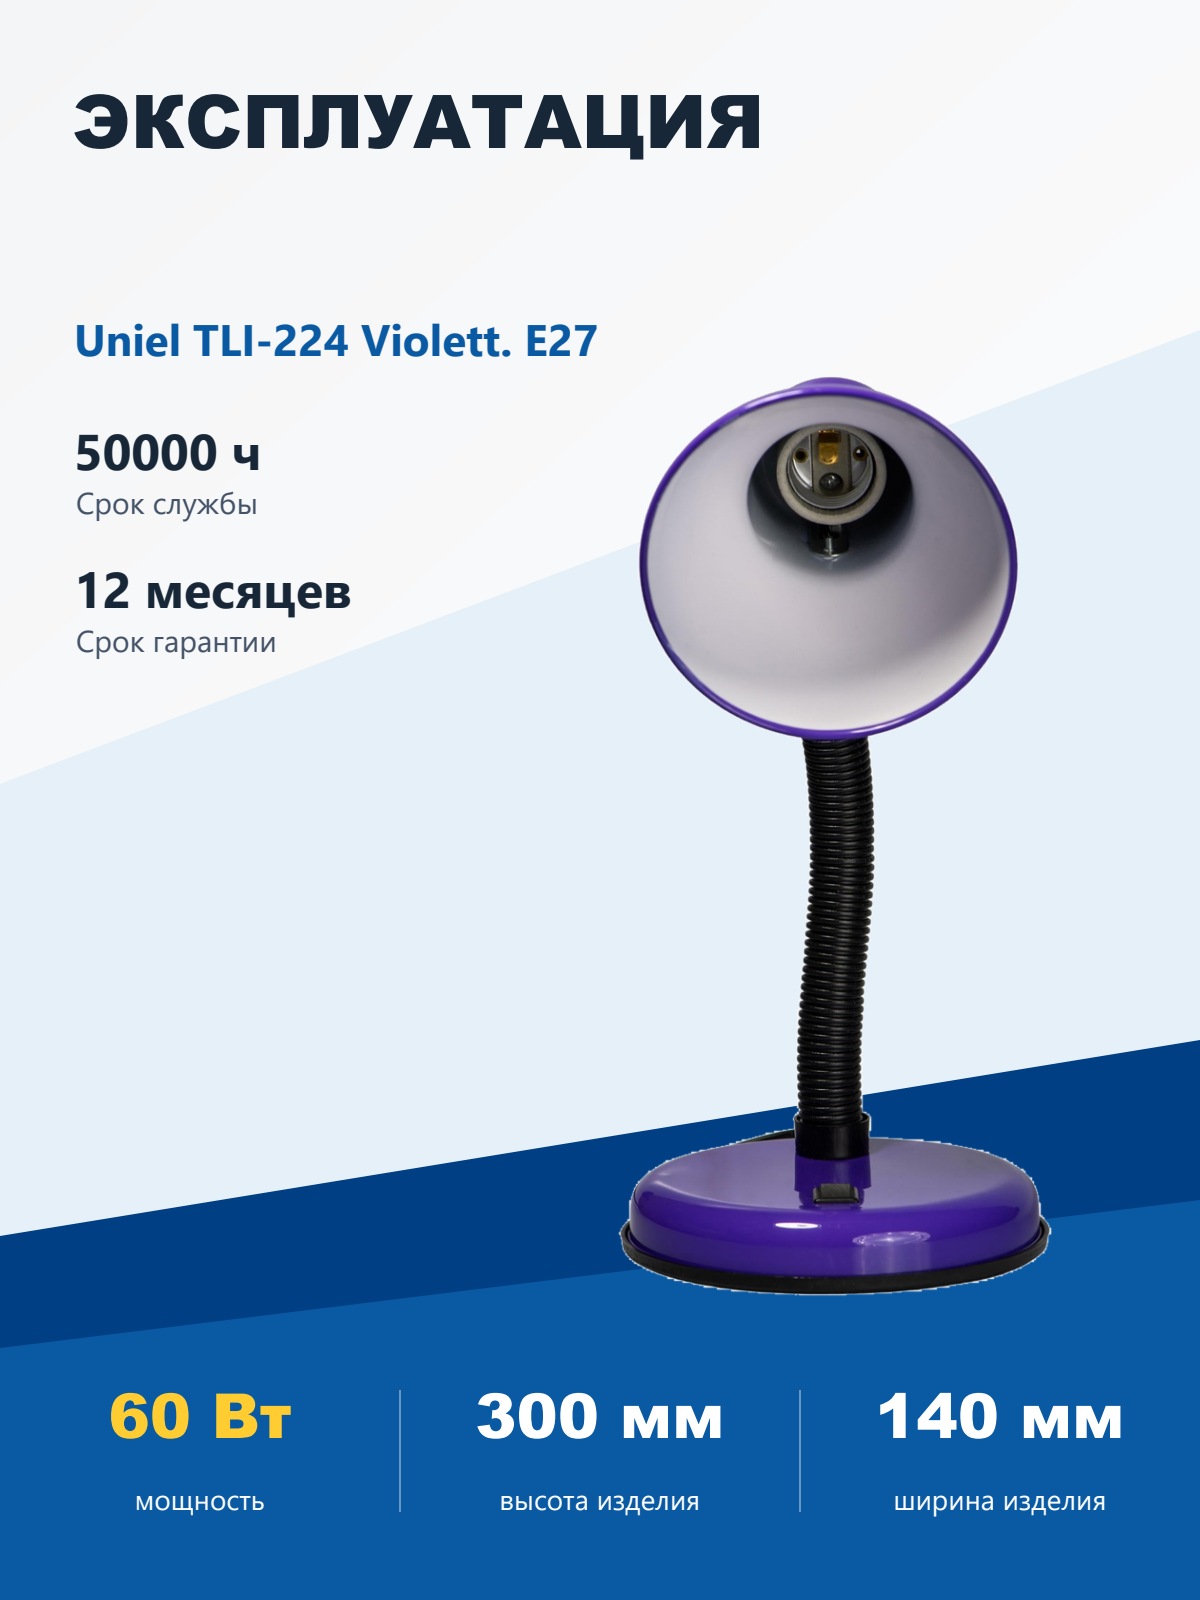 ЭКСПЛУАТАЦИЯ
Uniel TLI-224 Violett. E27
50000 ч
Срок службы
12 месяцев
Срок гарантии
60 Вт
мощность
300 мм
высота изделия
140 мм
ширина изделия